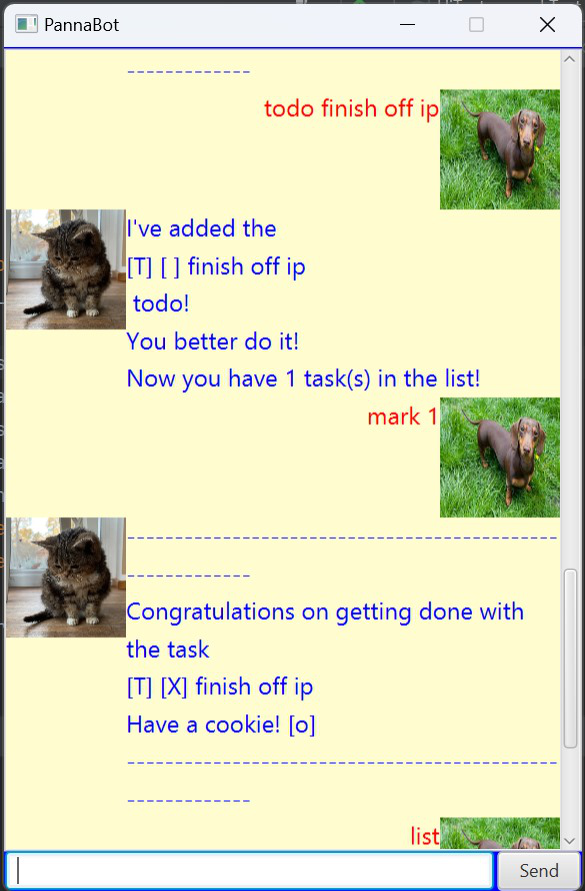 PannaBot
-------------
todo finish off ip
I've added the
[T] [ ] finish off ip
todo!
You better do it!
Now you have 1 task(s) in the list!
mark 1
---------------------------------------------
-------------
Congratulations on getting done with
the task
[T] [X] finish off ip
Have a cookie! [o]
---------------------------------------------
-------------
list
Send